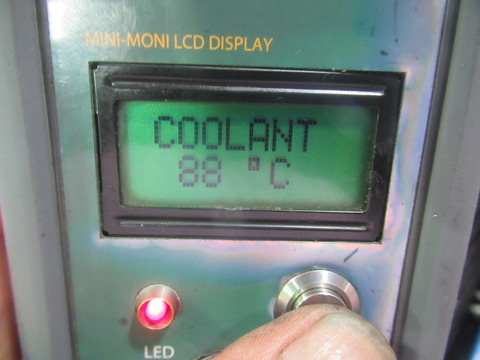 MINI-MONI LCD DISPLAY
COOLANT
88 °C
LED